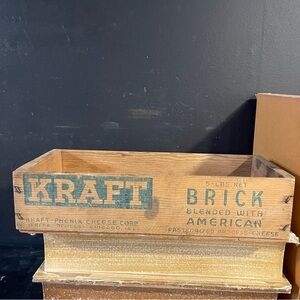 KRAFT
KRAFT-PHENIX CHEESE CORP.
5-LBS. NET
BRICK
BLENDED WITH
AMERICAN
PASTEURIZED PROCESS CHEESE